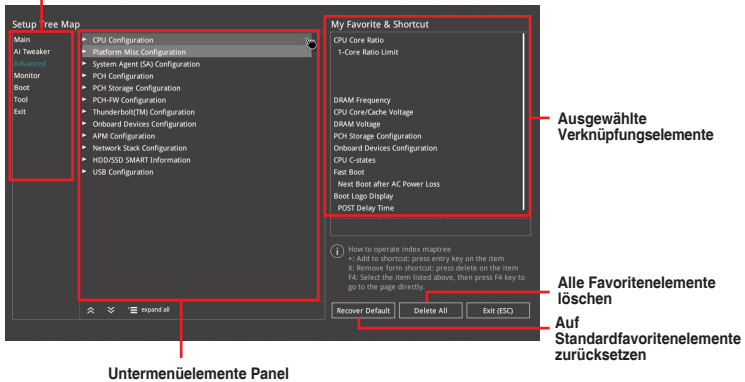 Setup Tree Map
Main
Ai Tweaker
Advanced
Monitor
Boot
Tool
Exit
CPU Configuration
Platform Misc Configuration
System Agent (SA) Configuration
PCH Configuration
PCH Storage Configuration
PCH-FW Configuration
Thunderbolt(TM) Configuration
Onboard Devices Configuration
APM Configuration
Network Stack Configuration
HDD/SSD SMART Information
USB Configuration
expand all
My Favorite & Shortcut
CPU Core Ratio
1-Core Ratio Limit
DRAM Frequency
CPU Core/Cache Voltage
DRAM Voltage
PCH Storage Configuration
Onboard Devices Configuration
CPU C-states
Fast Boot
Next Boot after AC Power Loss
Boot Logo Display
POST Delay Time
How to operate index maptree
+: Add to shortcut: press entry key on the item
X: Remove form shortcut: press delete on the item
F4: Select the item listed above, then press F4 key to
go to the page directly.
Recover Default
Delete All
Exit (ESC)
Ausgewählte
Verknüpfungselemente
Alle Favoritenelemente
löschen
Auf
Standardfavoritenelemente
zurücksetzen
Untermenüelemente Panel